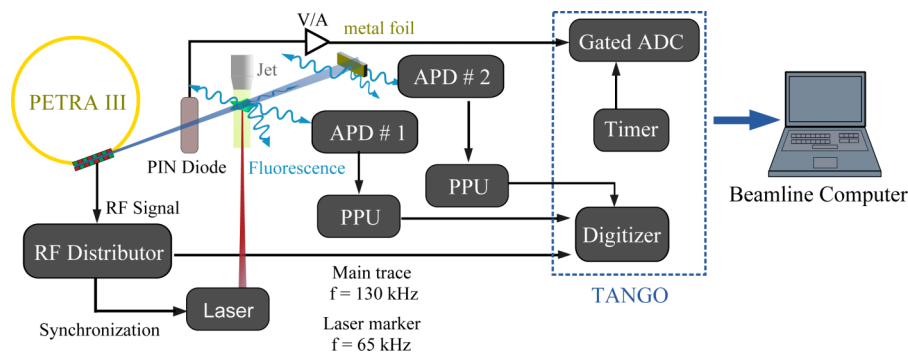 V/A
metal foil
Gated ADC
Jet
APD # 2
PETRA III
Timer
APD # 1
PIN Diode
Fluorescence
PPU
Beamline Computer
RF Signal
PPU
Digitizer
RF Distributor
Main trace
f = 130 kHz
TANGO
Laser
Synchronization
Laser marker
f = 65 kHz